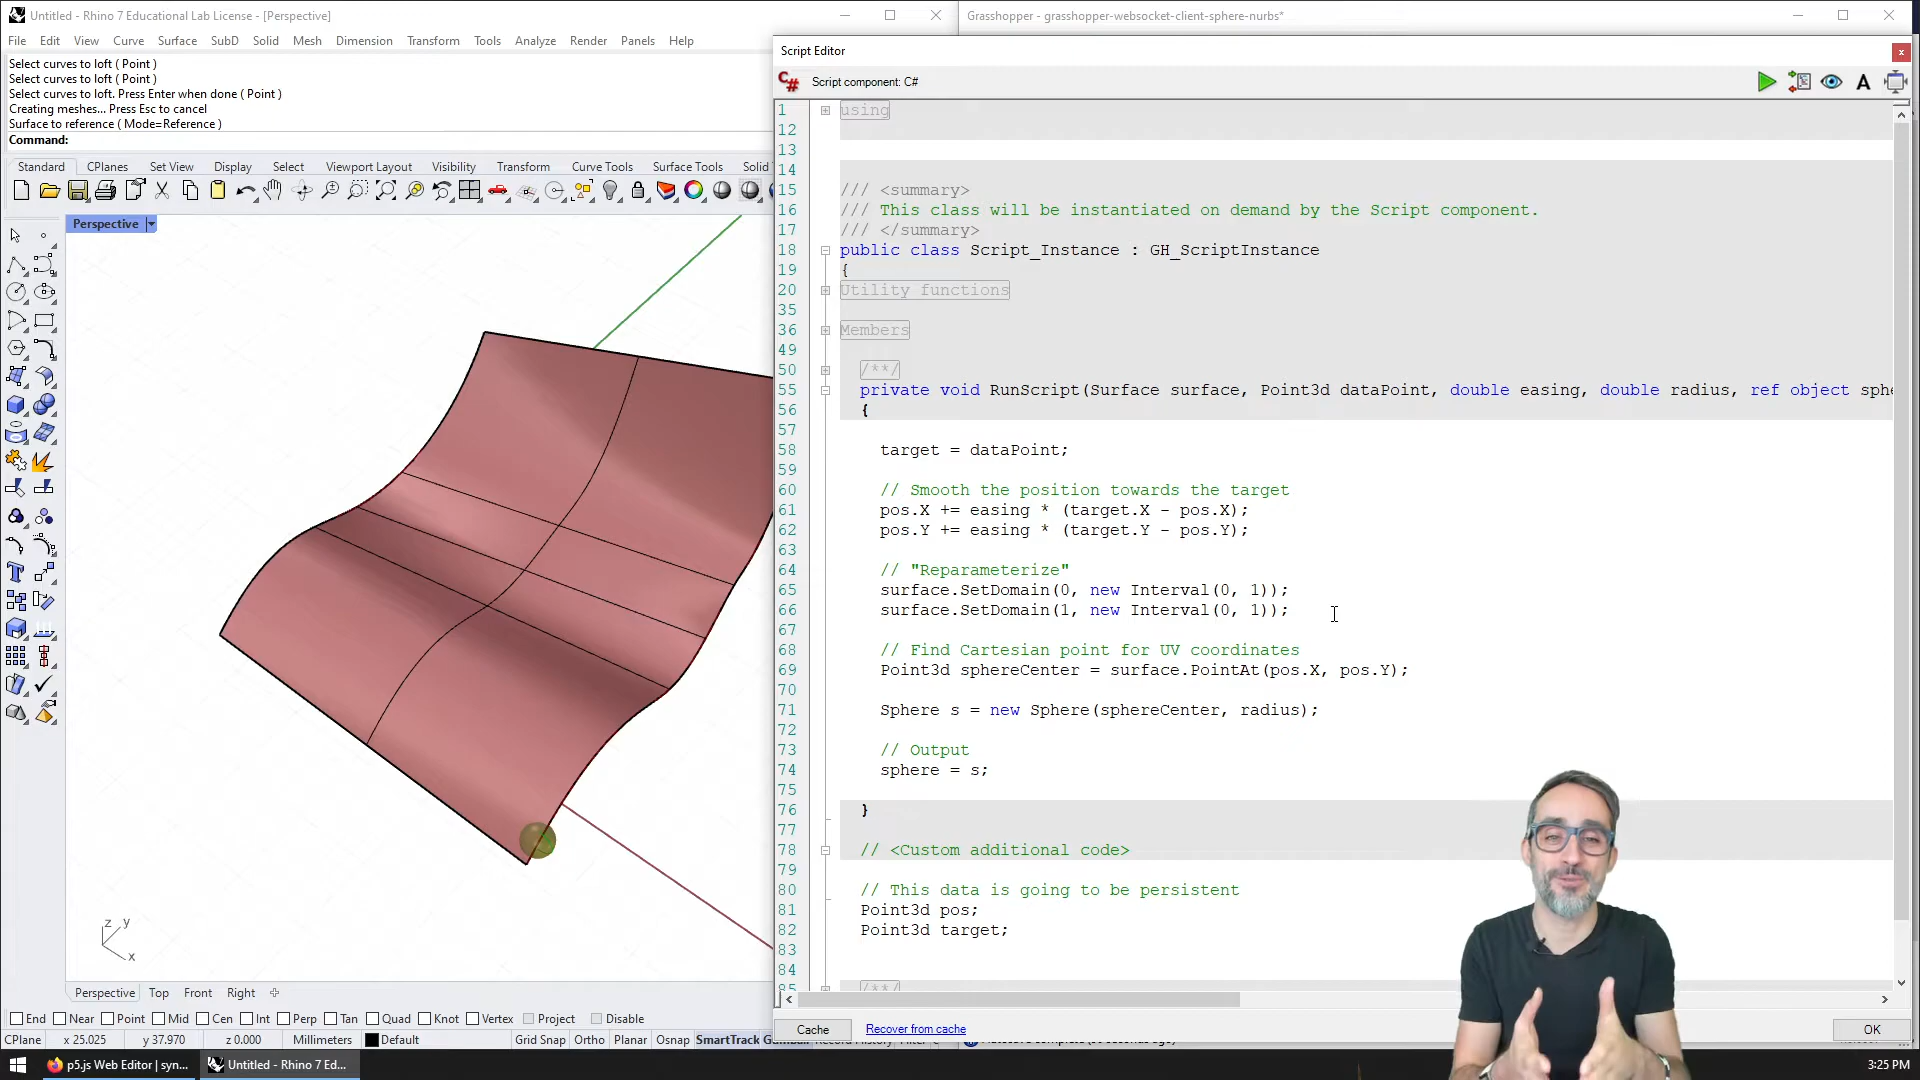 Untitled - Rhino 7 Educational Lab License - [Perspective]
File Edit View Curve Surface SubD Solid Mesh Dimension Transform Tools Analyze Render Panels Help
Select curves to loft ( Point )
Select curves to loft ( Point )
Select curves to loft. Press Enter when done ( Point )
Creating meshes... Press Esc to cancel
Surface to reference ( Mode=Reference )
Command:
Standard CPlanes Set View Display Select Viewport Layout Visibility Transform Curve Tools Surface Tools Solid
Perspective
z y
x
Perspective Top Front Right
End Near Point Mid Cen Int Perp Tan Quad Knot Vertex Project Disable
CPlane x 25.025 y 37.970 z 0.000 Millimeters Default Grid Snap Ortho Planar Osnap SmartTrack
Grasshopper - grasshopper-websocket-client-sphere-nurbs*
Script Editor
x
C# Script component: C#
A
1 using
12
13
14
15 /// <summary>
16 /// This class will be instantiated on demand by the Script component.
17 /// </summary>
18 public class Script_Instance : GH_ScriptInstance
19 {
20 Utility functions
35
36 Members
49
50 /**/
55 private void RunScript(Surface surface, Point3d dataPoint, double easing, double radius, ref object sphe
56 {
57
58 target = dataPoint;
59
60 // Smooth the position towards the target
61 pos.X += easing * (target.X - pos.X);
62 pos.Y += easing * (target.Y - pos.Y);
63
64 // "Reparameterize"
65 surface.SetDomain(0, new Interval(0, 1));
66 surface.SetDomain(1, new Interval(0, 1));
67
68 // Find Cartesian point for UV coordinates
69 Point3d sphereCenter = surface.PointAt(pos.X, pos.Y);
70
71 Sphere s = new Sphere(sphereCenter, radius);
72
73 // Output
74 sphere = s;
75
76 }
77
78 // <Custom additional code>
79
80 // This data is going to be persistent
81 Point3d pos;
82 Point3d target;
83
84
85 /**/
Cache Recover from cache OK
p5.js Web Editor | syn... Untitled - Rhino 7 Ed... 3:25 PM